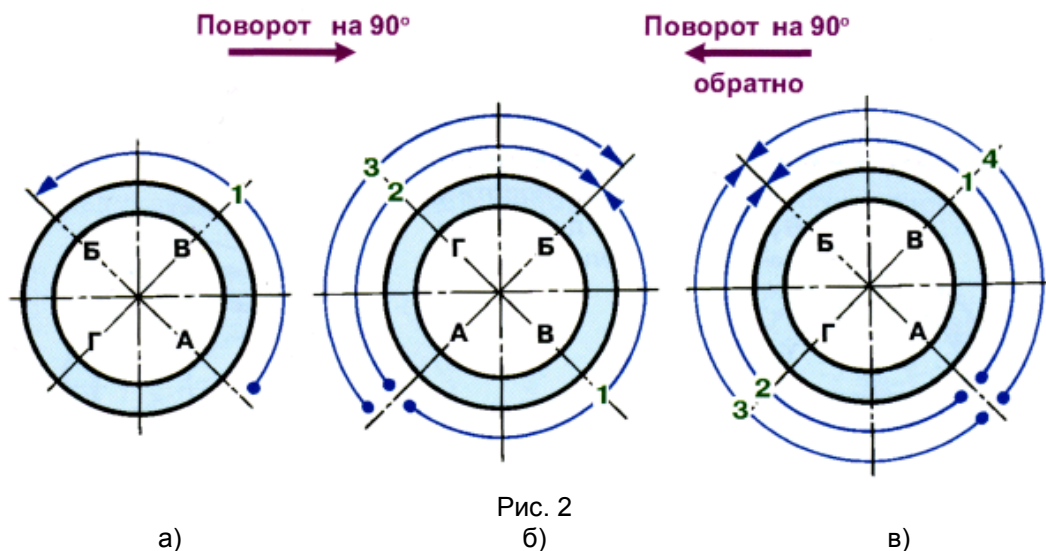 Поворот на 90°
Поворот на 90°
обратно
1
Б
В
Г
А
3
2
Г
Б
А
В
1
4
1
Б
В
Г
А
2
3
Рис. 2
а)
б)
в)